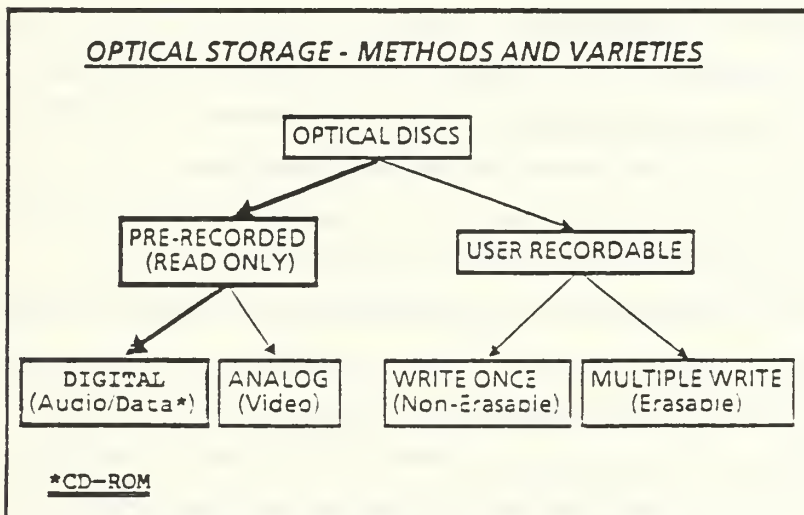 OPTICAL STORAGE - METHODS AND VARIETIES
OPTICAL DISCS
PRE-RECORDED
(READ ONLY)
USER RECORDABLE
DIGITAL
(Audio/Data*)
ANALOG
(Video)
WRITE ONCE
(Non-Erasable)
MULTIPLE WRITE
(Erasable)
*CD-ROM